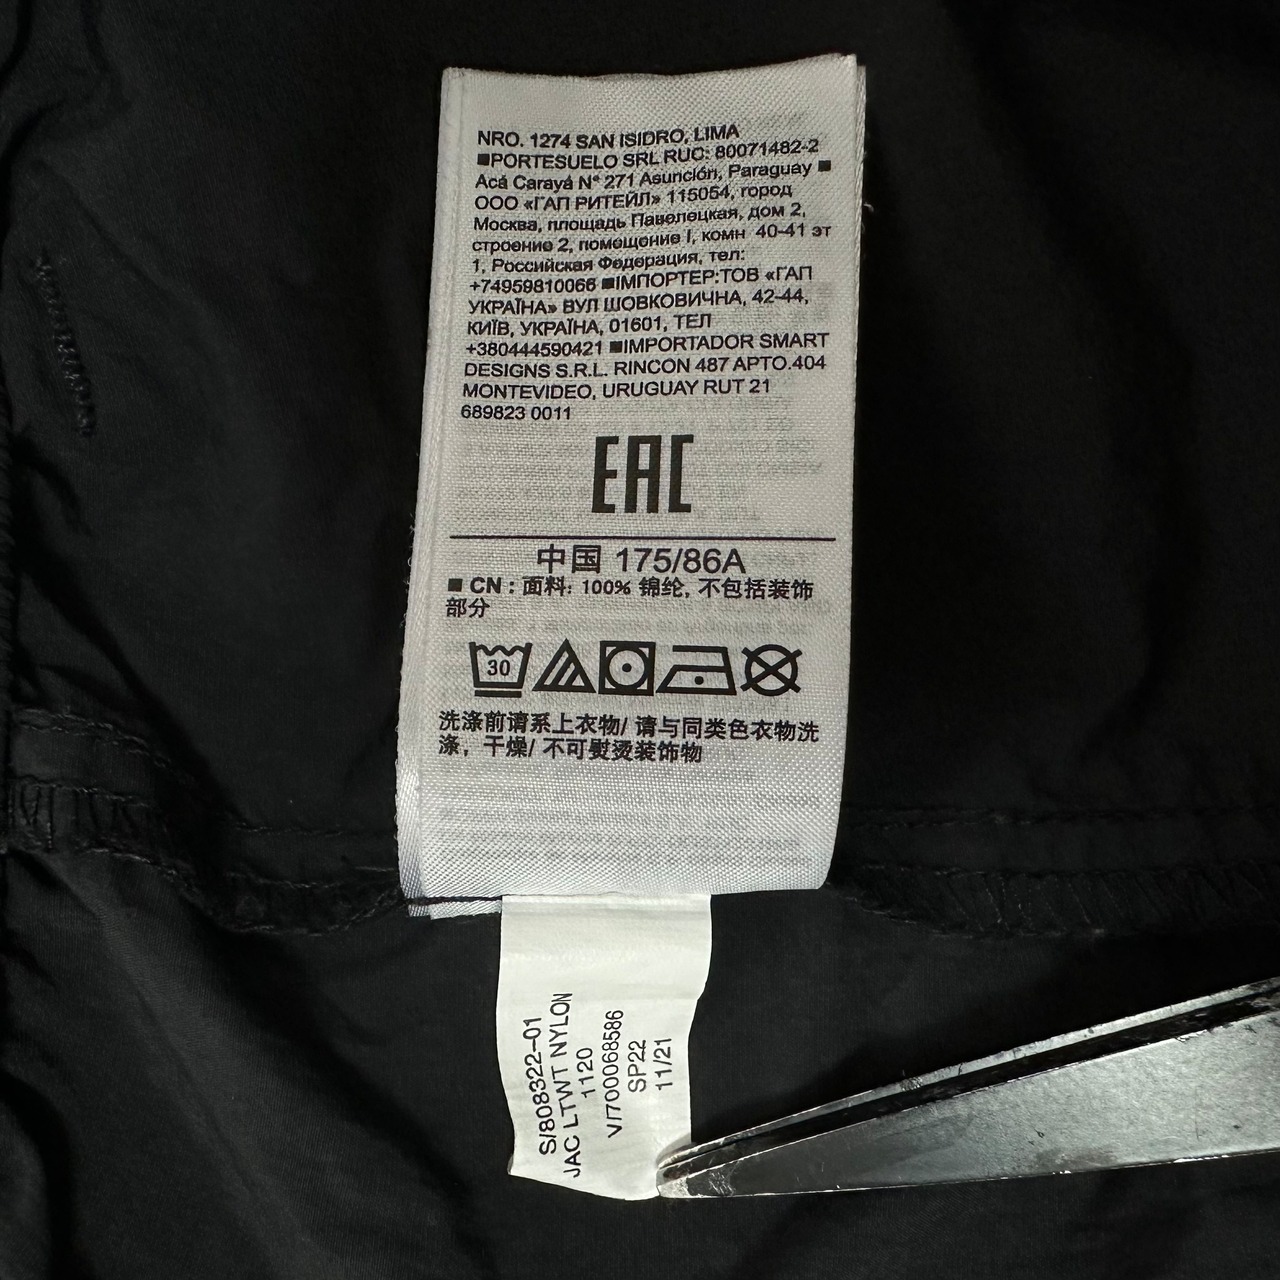 NRO. 1274 SAN ISIDRO, LIMA
■PORTESUELO SRL RUC: 80071482-2
Acá Carayá N° 271 Asunción, Paraguay ■
ООО «ГАП РИТЕЙЛ» 115054, город
Москва, площадь Павелецкая, дом 2,
строение 2, помещение I, комн 40-41 эт
1, Российская Федерация, тел:
+74959810066 ■ІМПОРТЕР:ТОВ «ГАП
УКРАЇНА» ВУЛ ШОВКОВИЧНА, 42-44,
КИЇВ, УКРАЇНА, 01601, ТЕЛ
+380444590421 ■IMPORTADOR SMART
DESIGNS S.R.L. RINCON 487 APTO.404
MONTEVIDEO, URUGUAY RUT 21
689823 0011
EAC
中国 175/86A
■ CN : 面料: 100% 锦纶, 不包括装饰
部分
30
洗涤前请系上衣物/ 请与同类色衣物洗
涤，干燥/ 不可熨烫装饰物
S/808322-01
JAC LTWT NYLON
1120
V/700068586
SP22
11/21